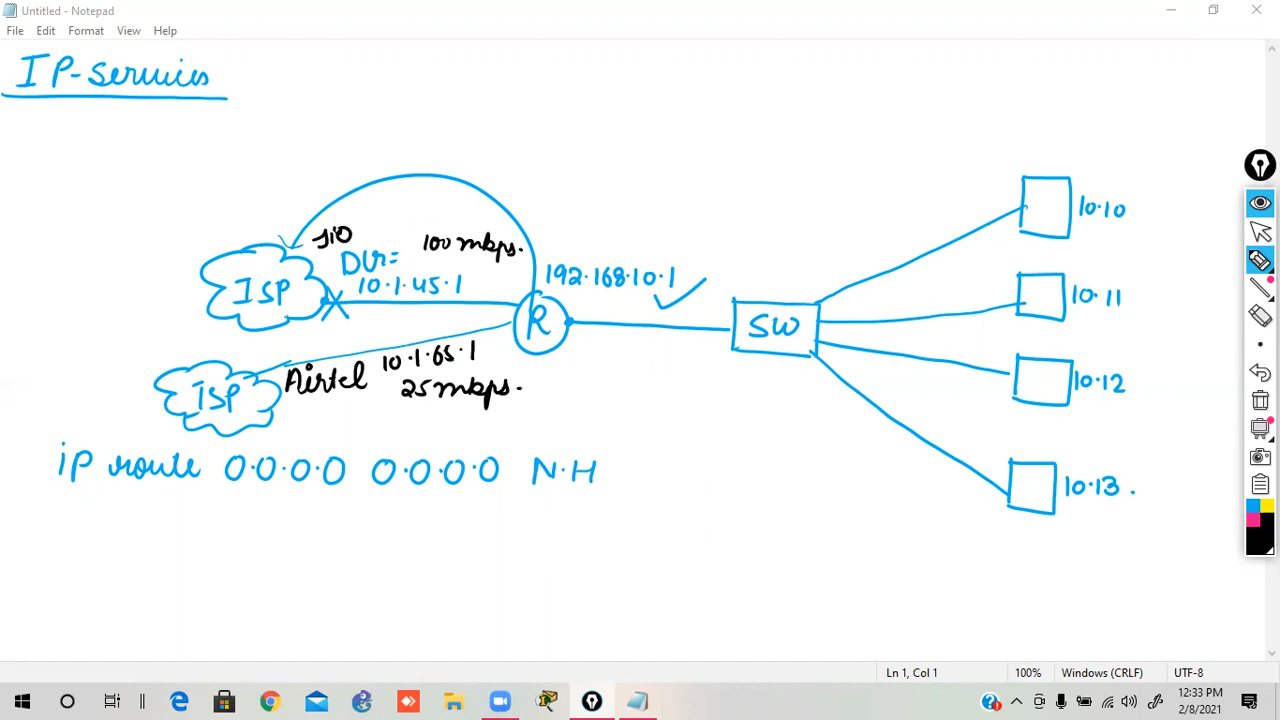 Untitled - Notepad
File Edit Format View Help
IP-Services
10.10
Jio
100 mbps.
192.168.10.1
ISP
10.1.45.1
10.11
R
SW
10.1.65.1
Airtel
ISP
25 mbps.
10.12
ip route 0.0.0.0 0.0.0.0 N.H
10.13.
Ln 1, Col 1 100% Windows (CRLF) UTF-8
12:33 PM
2/8/2021